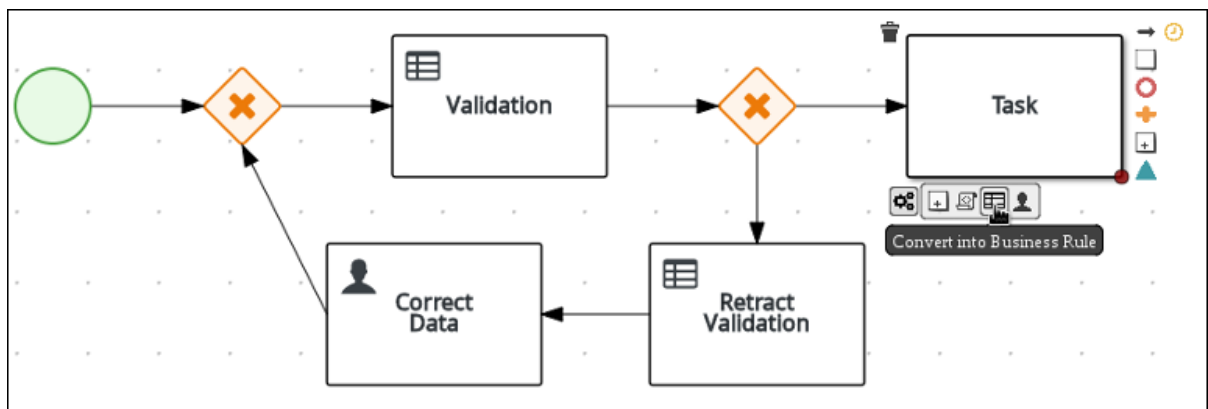 Validation
Task
Convert into Business Rule
Correct
Data
Retract
Validation